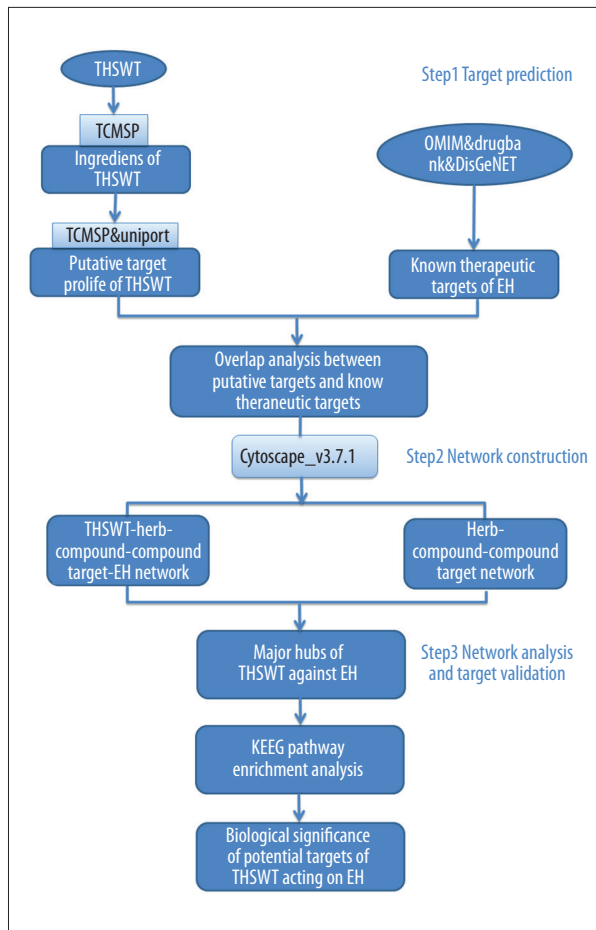 THSWT
Step1 Target prediction
TCMSP
Ingrediens of
THSWT
OMIM&drugba
nk&DisGeNET
TCMSP&uniport
Putative target
prolife of THSWT
Known therapeutic
targets of EH
Overlap analysis between
putative targets and know
theraneutic targets
Cytoscape_v3.7.1
Step2 Network construction
THSWT-herb-
compound-compound
target-EH network
Herb-
compound-compound
target network
Major hubs of
THSWT against EH
Step3 Network analysis
and target validation
KEEG pathway
enrichment analysis
Biological significance
of potential targets of
THSWT acting on EH